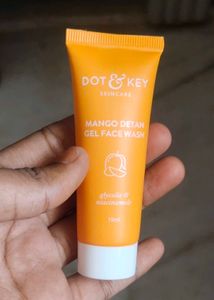 DOT & KEY
SKINCARE
MANGO DETAN
GEL FACE WASH
glycolic &
niacinamide